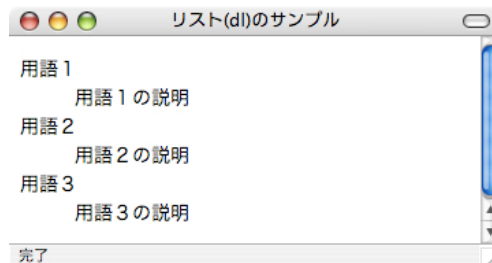 リスト(dl)のサンプル
用語１
用語１の説明
用語２
用語２の説明
用語３
用語３の説明
完了